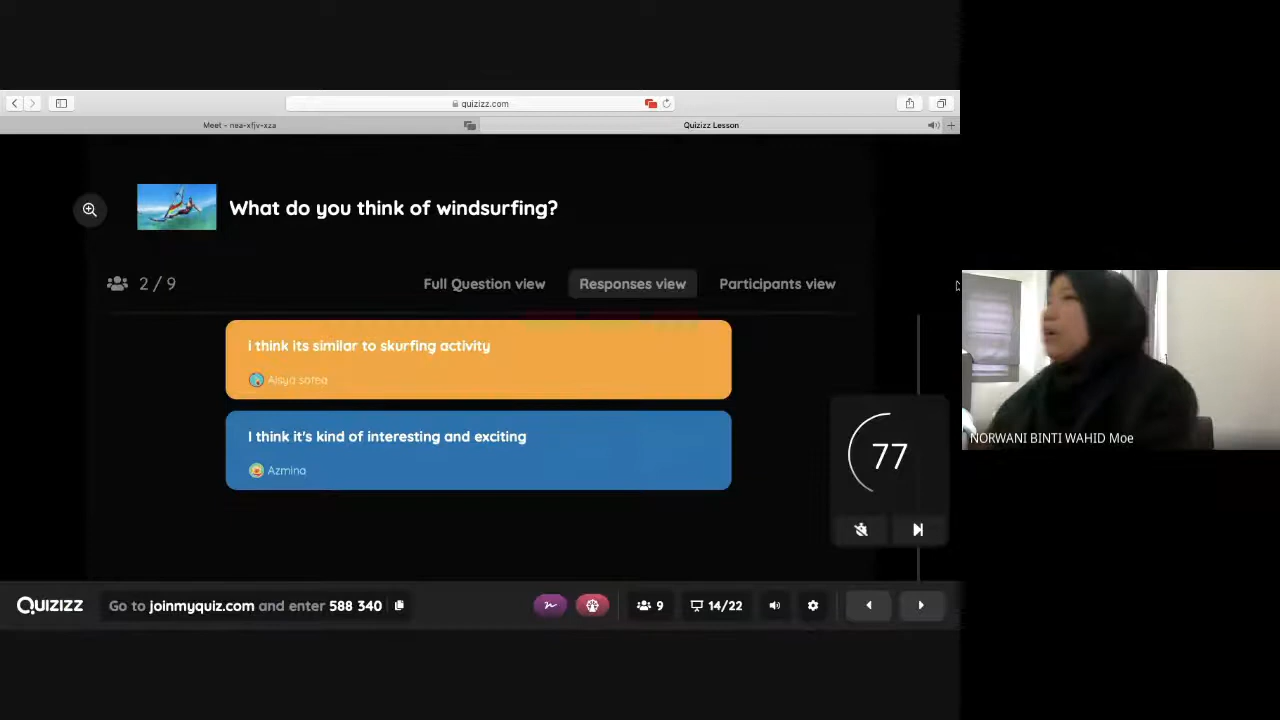 quizizz.com
Meet - nea-xfjv-xza
Quizizz Lesson
What do you think of windsurfing?
2 / 9
Full Question view
Responses view
Participants view
i think its similar to skurfing activity
Aisya sofea
I think it's kind of interesting and exciting
Azmina
77
NORWANI BINTI WAHID Moe
QUIZIZZ
Go to joinmyquiz.com and enter 588 340
9
14/22